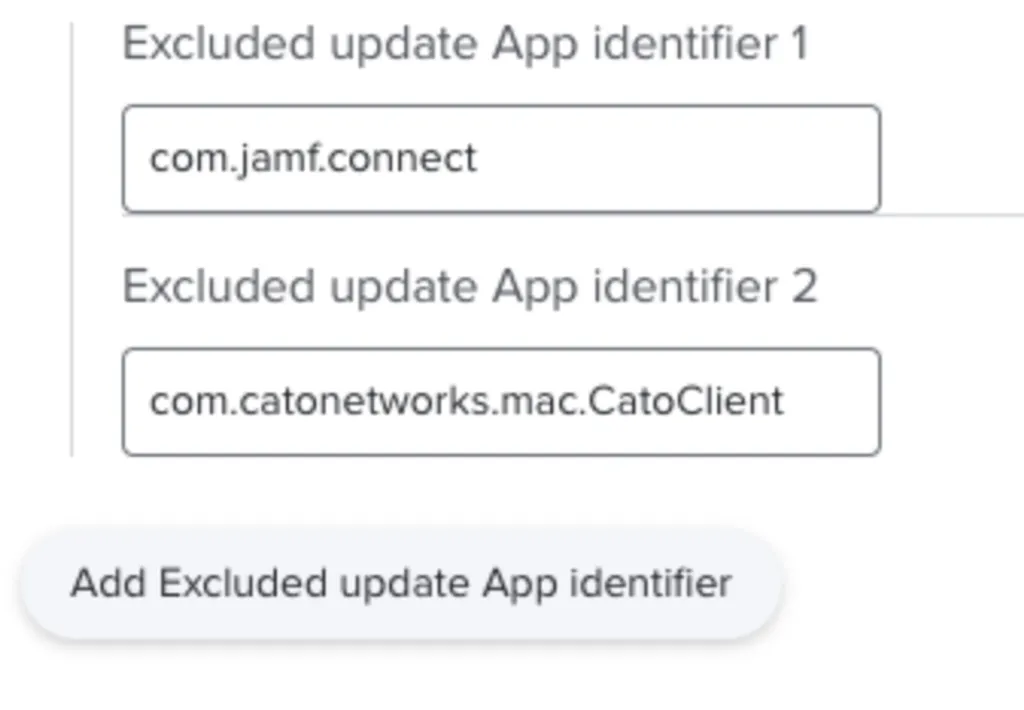 Excluded update App identifier 1
com.jamf.connect
Excluded update App identifier 2
com.catonetworks.mac.CatoClient
Add Excluded update App identifier